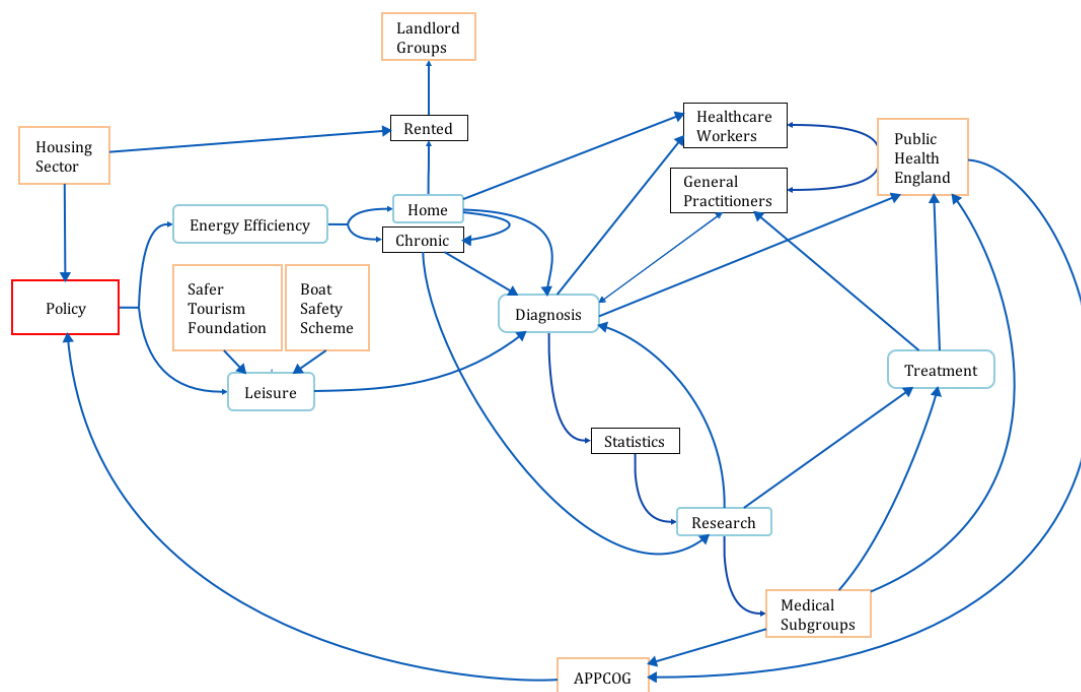 Landlord
Groups
Housing
Sector
Rented
Healthcare
Workers
Public
Health
England
General
Practitioners
Home
Energy Efficiency
Chronic
Policy
Safer
Tourism
Foundation
Boat
Safety
Scheme
Diagnosis
Leisure
Treatment
Statistics
Research
Medical
Subgroups
APPCOG